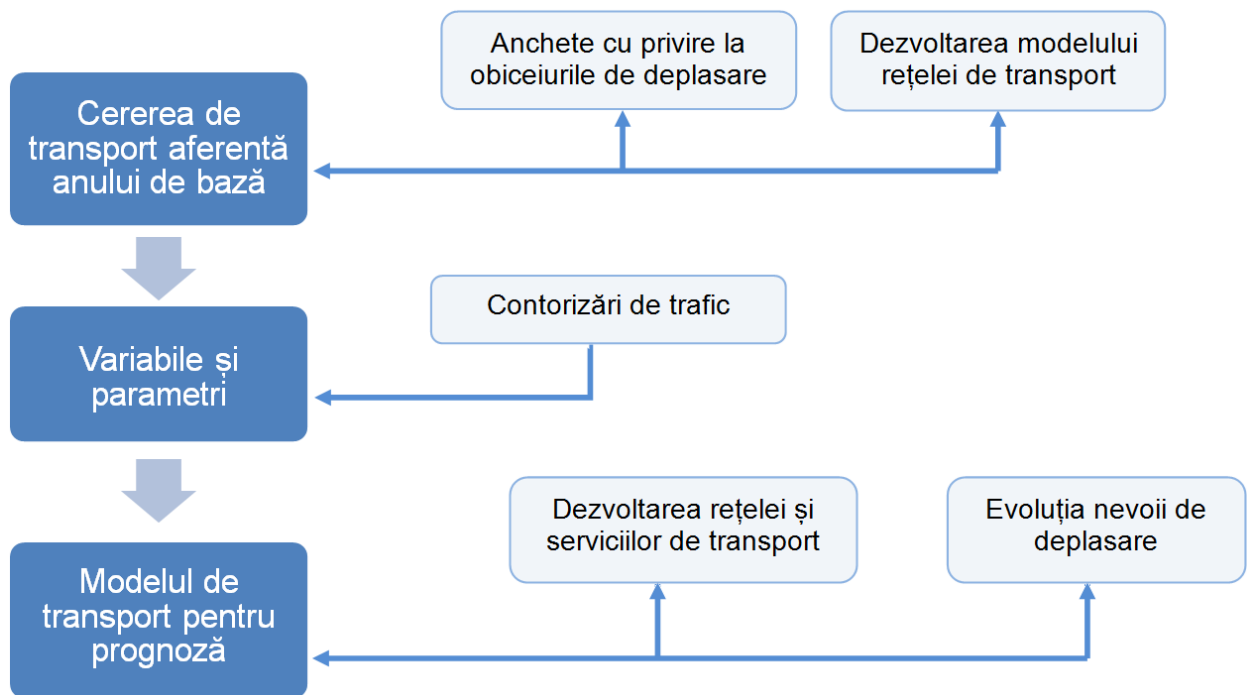 Anchete cu privire la
obiceiurile de deplasare
Dezvoltarea modelului
rețelei de transport
Cererea de
transport aferentă
anului de bază
Contorizări de trafic
Variabile și
parametri
Dezvoltarea rețelei și
serviciilor de transport
Evoluția nevoii de
deplasare
Modelul de
transport pentru
prognoză